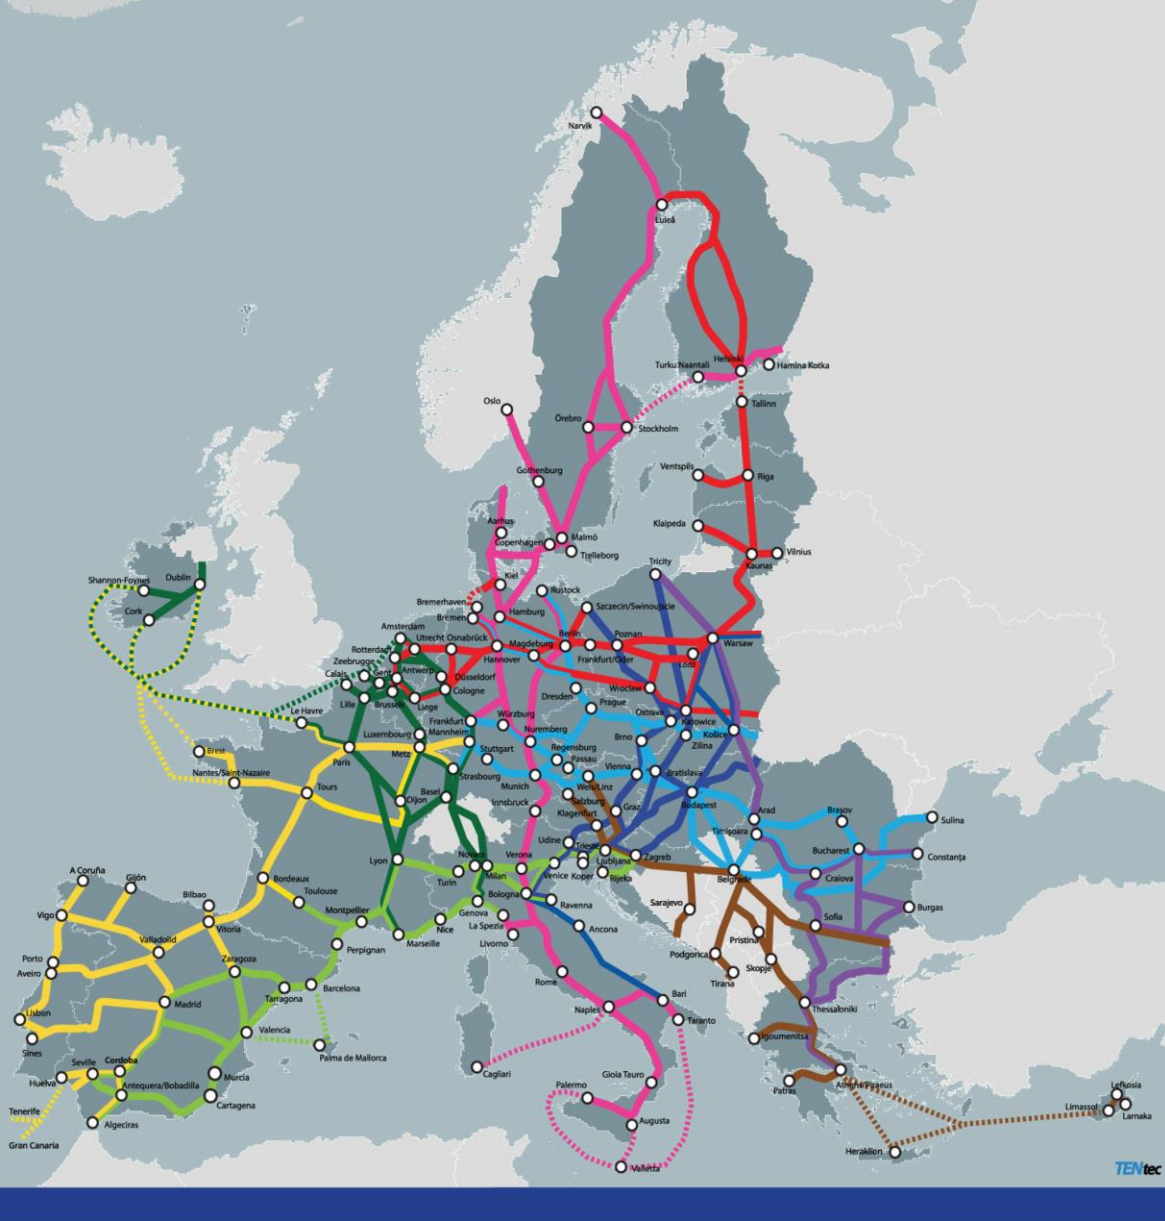 Narvik
Luleå
Turku Naantali
Helsinki
Hamina Kotka
Oslo
Tallinn
Örebro
Stockholm
Ventspils
Riga
Gothenburg
Klaipeda
Aarhus
Copenhagen
Malmö
Trelleborg
Kaunas
Vilnius
Tricity
Shannon-Foynes
Dublin
Kiel
Rostock
Cork
Bremerhaven
Szczecin/Swinoujscie
Bremen
Hamburg
Amsterdam
Utrecht
Osnabrück
Magdeburg
Berlin
Poznan
Warsaw
Rotterdam
Hannover
Frankfurt/Oder
Łódz
Zeebrugge
Calais
Gent
Antwerp
Düsseldorf
Cologne
Dresden
Wroclaw
Lille
Brussels
Liege
Prague
Le Havre
Frankfurt
Würzburg
Ostrava
Katowice
Luxembourg
Mannheim
Nuremberg
Brno
Zilina
Košice
Brest
Paris
Metz
Stuttgart
Regensburg
Passau
Nantes/Saint-Nazaire
Strasbourg
Munich
Wels/Linz
Vienna
Bratislava
Tours
Dijon
Basel
Innsbruck
Salzburg
Graz
Budapest
Arad
Brasov
Sulina
Klagenfurt
Timişoara
Udine
Trieste
Bucharest
Constanţa
Lyon
Novara
Verona
Ljubljana
Zagreb
A Coruña
Gijón
Bordeaux
Turin
Milan
Venice
Koper
Rijeka
Belgrade
Craiova
Bilbao
Toulouse
Bologna
Vigo
Vitoria
Montpellier
Genova
Ravenna
Sarajevo
Sofia
Burgas
Valladolid
Nice
La Spezia
Marseille
Livorno
Ancona
Pristina
Porto
Zaragoza
Perpignan
Podgorica
Skopje
Aveiro
Barcelona
Rome
Tirana
Tarragona
Madrid
Bari
Lisbon
Naples
Thessaloniki
Taranto
Valencia
Sines
Palma de Mallorca
Igoumenitsa
Seville
Cordoba
Cagliari
Gioia Tauro
Huelva
Antequera/Bobadilla
Murcia
Palermo
Patras
Athens/Piraeus
Lefkosia
Cartagena
Tenerife
Limassol
Larnaka
Algeciras
Augusta
Gran Canaria
Heraklion
Valletta
TENtec